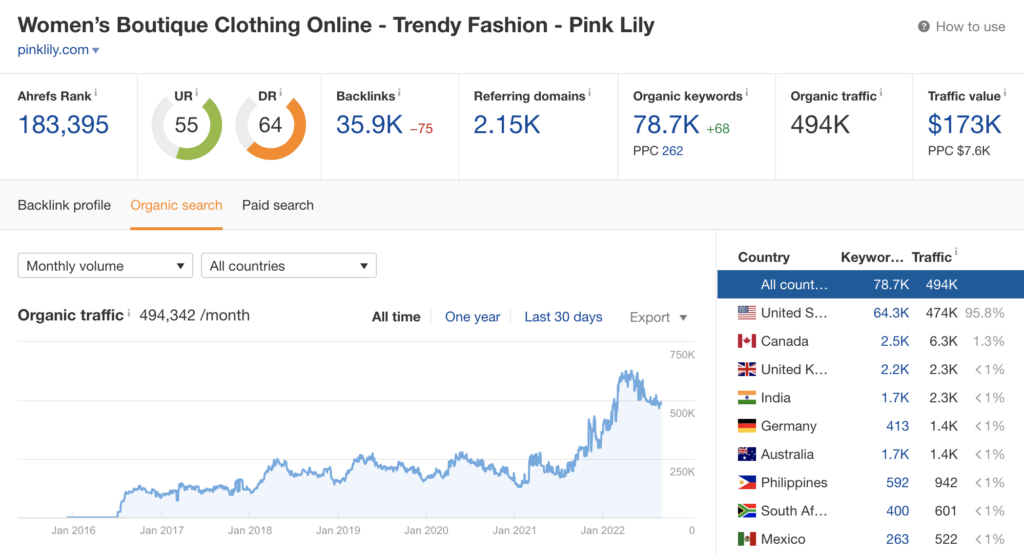 Women's Boutique Clothing Online - Trendy Fashion - Pink Lily
How to use
pinklily.com
Ahrefs Rank i
183,395
UR i
55
DR i
64
Backlinks i
35.9K -75
Referring domains i
2.15K
Organic keywords i
78.7K +68
PPC 262
Organic traffic i
494K
Traffic value i
$173K
PPC $7.6K
Backlink profile Organic search Paid search
Monthly volume
All countries
Organic traffic i 494,342 /month
All time One year Last 30 days Export
750K
500K
250K
0
Jan 2016 Jan 2017 Jan 2018 Jan 2019 Jan 2020 Jan 2021 Jan 2022
Country Keywor... Traffic i
All count... 78.7K 494K
United S... 64.3K 474K 95.8%
Canada 2.5K 6.3K 1.3%
United K... 2.2K 2.3K <1%
India 1.7K 2.3K <1%
Germany 413 1.4K <1%
Australia 1.7K 1.4K <1%
Philippines 592 942 <1%
South Af... 400 601 <1%
Mexico 263 522 <1%